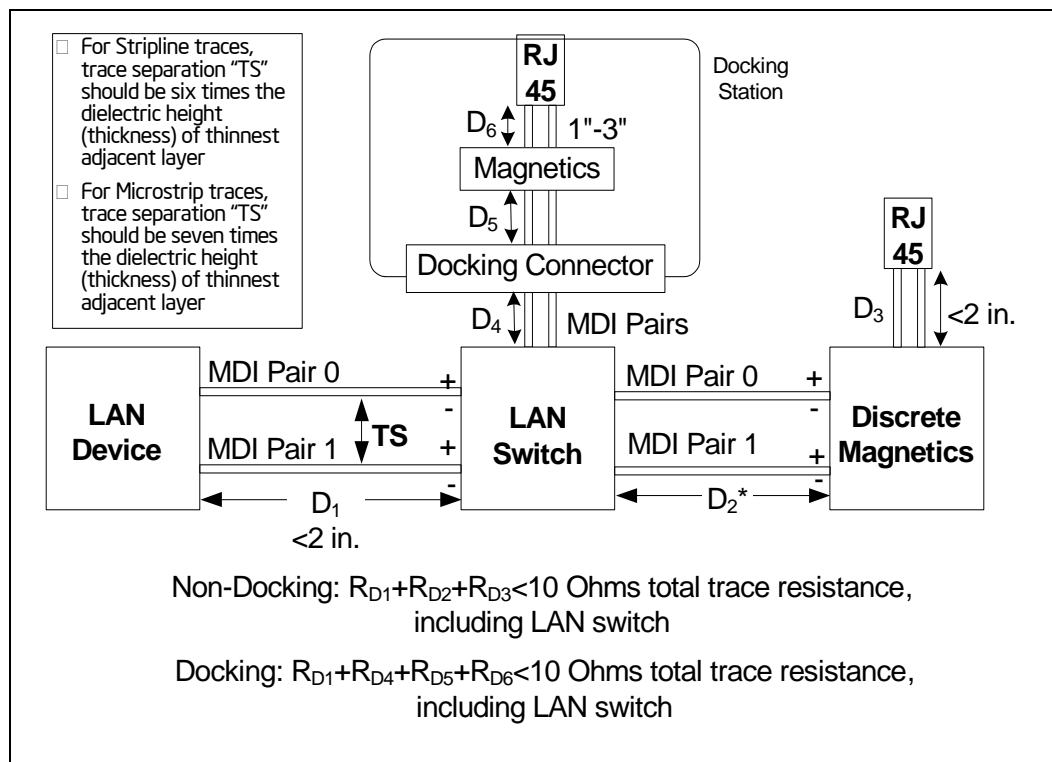 For Stripline traces,
trace separation “TS”
should be six times the
dielectric height
(thickness) of thinnest
adjacent layer
For Microstrip traces,
trace separation “TS”
should be seven times
the dielectric height
(thickness) of thinnest
adjacent layer
RJ
45
Docking
Station
D6
1"-3"
Magnetics
D5
Docking Connector
D4
MDI Pairs
RJ
45
D3
<2 in.
LAN
Device
MDI Pair 0
+
-
TS
MDI Pair 1
+
-
D1
<2 in.
LAN
Switch
MDI Pair 0
+
-
MDI Pair 1
+
-
D2*
Discrete
Magnetics
Non-Docking: RD1+RD2+RD3<10 Ohms total trace resistance,
including LAN switch
Docking: RD1+RD4+RD5+RD6<10 Ohms total trace resistance,
including LAN switch